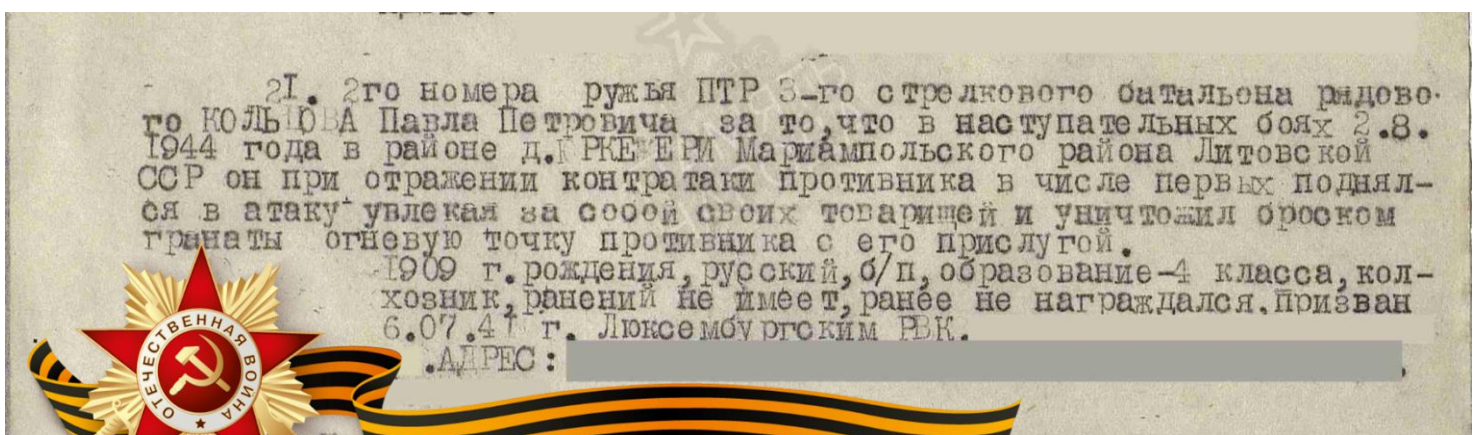 21. 2го номера ружья ПТР 3-го стрелкового батальона рядово-
го КОЛЬЦОВА Павла Петровича за то,что в наступательных боях 2.8.
1944 года в районе д. Мариампольского района Литовской
ССР он при отражении контратаки противника в числе первых поднял-
ся в атаку увлекая за собой своих товарищей и уничтожил броском
гранаты огневую точку противника с его прислугой.
1909 г.рождения,русский,б/п,образование-4 класса,кол-
хозник,ранений не имеет,ранее не награждался.Призван
6.07.41 г. Люксембургским РВК.
.АДРЕС:
ОТЕЧЕСТВЕННАЯ ВОЙНА